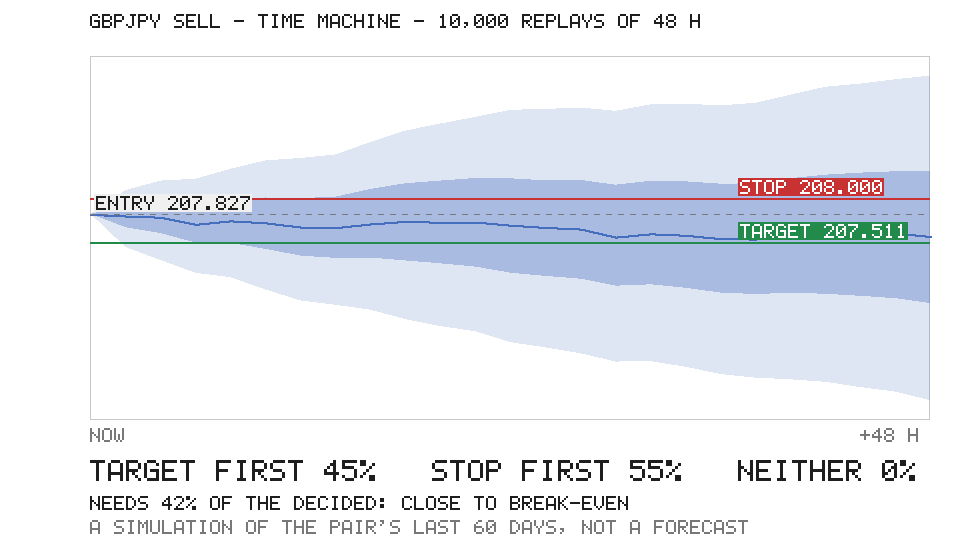 GBPJPY SELL – TIME MACHINE – 10,000 REPLAYS OF 48 H
STOP 208.000
ENTRY 207.827
TARGET 207.511
NOW +48 H
TARGET FIRST 45% STOP FIRST 55% NEITHER 0%
NEEDS 42% OF THE DECIDED: CLOSE TO BREAK-EVEN
A SIMULATION OF THE PAIR'S LAST 60 DAYS, NOT A FORECAST